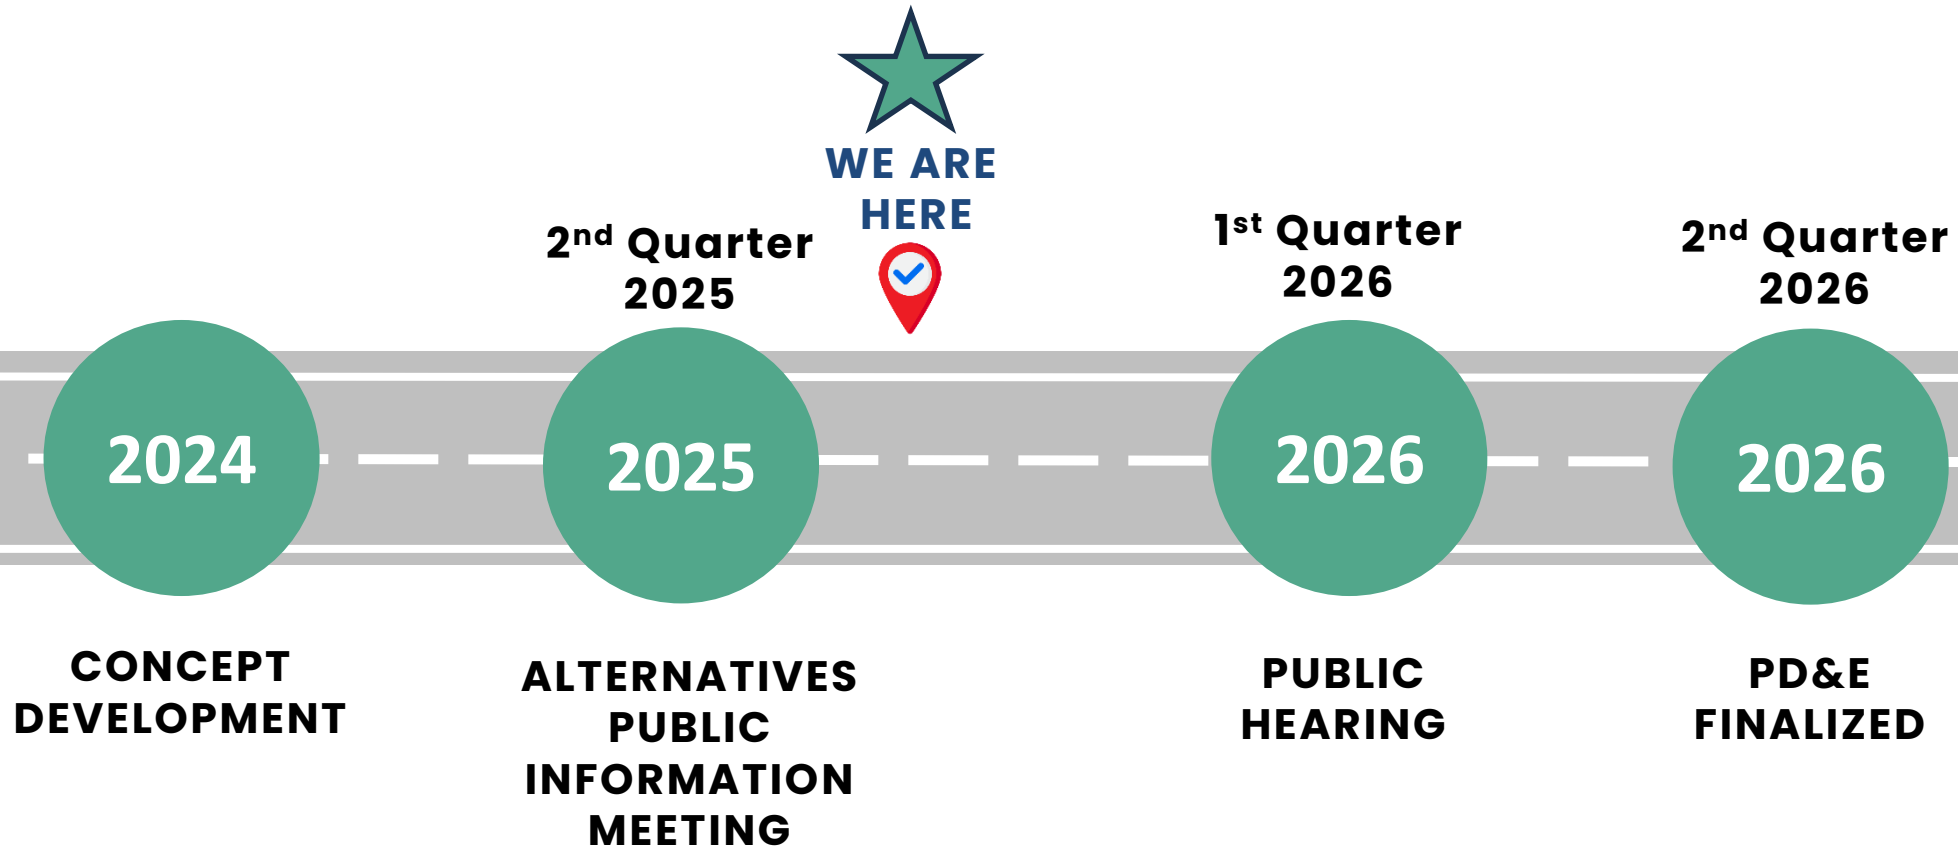 WE ARE
HERE
2nd Quarter
2025
1st Quarter
2026
2nd Quarter
2026
2024
2025
2026
2026
CONCEPT
DEVELOPMENT
ALTERNATIVES
PUBLIC
INFORMATION
MEETING
PUBLIC
HEARING
PD&E
FINALIZED